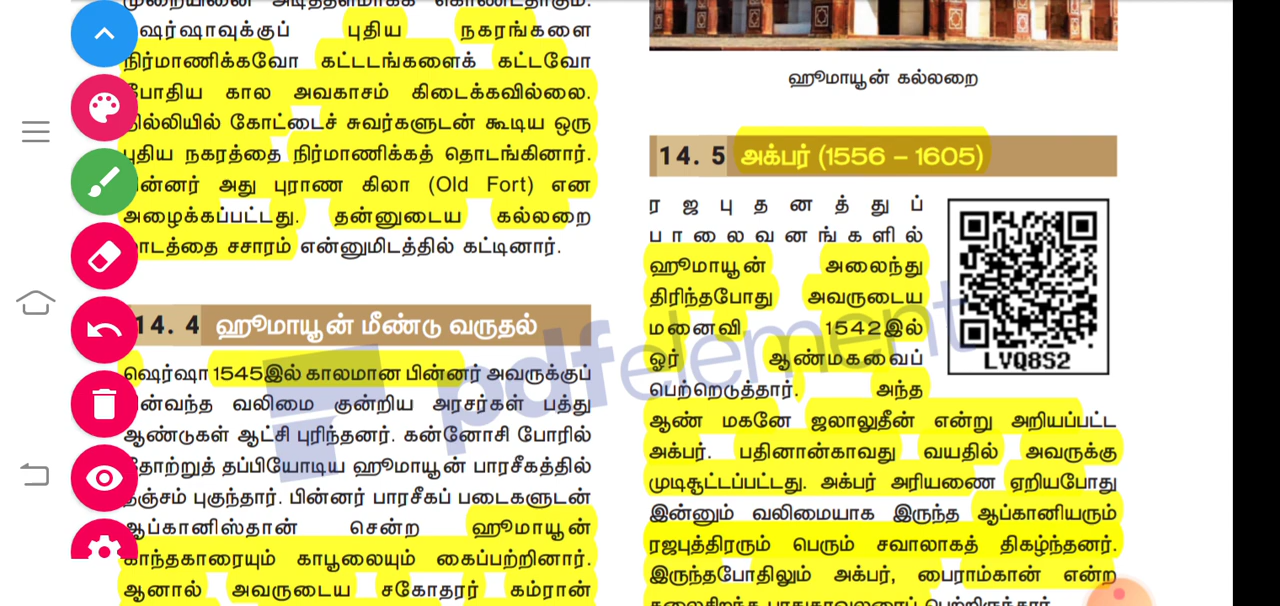 புதிய நகரங்களை
நிர்மாணிக்கவோ கட்டடங்களைக் கட்டவோ
போதிய கால அவகாசம் கிடைக்கவில்லை.
கோட்டைச் சுவர்களுடன் கூடிய ஒரு
புதிய நகரத்தை நிர்மாணிக்கத் தொடங்கினார்.
அது புராண கிலா (Old Fort) என
அழைக்கப்பட்டது. தன்னுடைய கல்லறை
சசாரம் என்னுமிடத்தில் கட்டினார்.
14. 4 ஹூமாயூன் மீண்டு வருதல்
ஷெர்ஷா 1545இல் காலமான பின்னர் அவருக்குப்
வலிமை குன்றிய அரசர்கள் பத்து
ஆண்டுகள் ஆட்சி புரிந்தனர். கன்னோசி போரில்
தப்பியோடிய ஹூமாயூன் பாரசீகத்தில்
புகுந்தார். பின்னர் பாரசீகப் படைகளுடன்
ஆப்கானிஸ்தான் சென்ற ஹூமாயூன்
காந்தகாரையும் காபூலையும் கைப்பற்றினார்.
ஆனால் அவருடைய சகோதரர் கம்ரான்
ஹூமாயூன் கல்லறை
14. 5 அக்பர் (1556 – 1605)
ரஜபுதனத்துப்
பாலைவனங்களில்
ஹூமாயூன் அலைந்து
திரிந்தபோது அவருடைய
மனைவி 1542இல்
ஓர் ஆண்மகவைப்
பெற்றெடுத்தார். அந்த
ஆண் மகனே ஜலாலுதீன் என்று அறியப்பட்ட
அக்பர். பதினான்காவது வயதில் அவருக்கு
முடிசூட்டப்பட்டது. அக்பர் அரியணை ஏறியபோது
இன்னும் வலிமையாக இருந்த ஆப்கானியரும்
ரஜபுத்திரரும் பெரும் சவாலாகத் திகழ்ந்தனர்.
இருந்தபோதிலும் அக்பர், பைராம்கான் என்ற
LVQ8S2
pdfelement